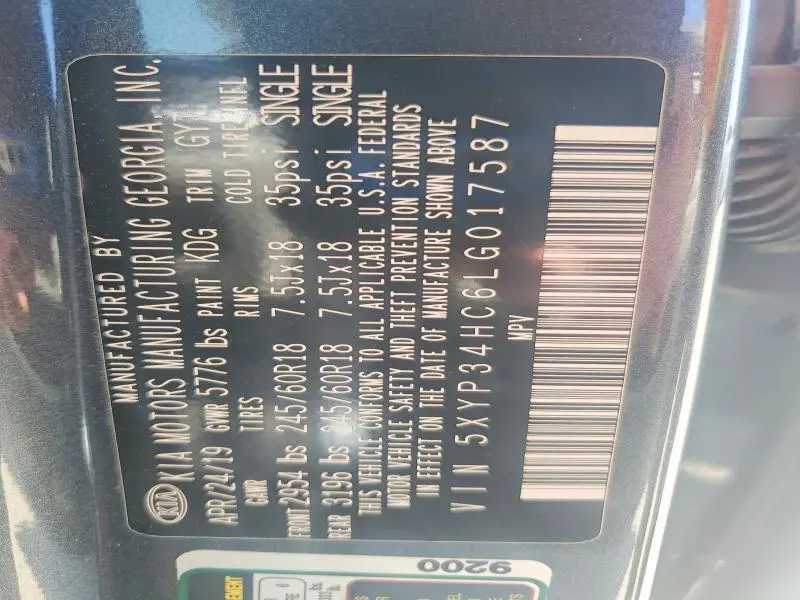 MANUFACTURED BY
KIA KIA MOTORS MANUFACTURING GEORGIA INC.
APR/24/19 GVWR 5776 lbs PAINT KDG TRIM GYT
GAWR TIRES RIMS COLD TIRE INFL
FRONT 2954 lbs 245/60R18 7.5Jx18 35psi SINGLE
REAR 3196 lbs 245/60R18 7.5Jx18 35psi SINGLE
THIS VEHICLE CONFORMS TO ALL APPLICABLE U.S.A. FEDERAL
MOTOR VEHICLE SAFETY AND THEFT PREVENTION STANDARDS
IN EFFECT ON THE DATE OF MANUFACTURE SHOWN ABOVE
VIN 5XYP34HC6LG017587
MPV
9200